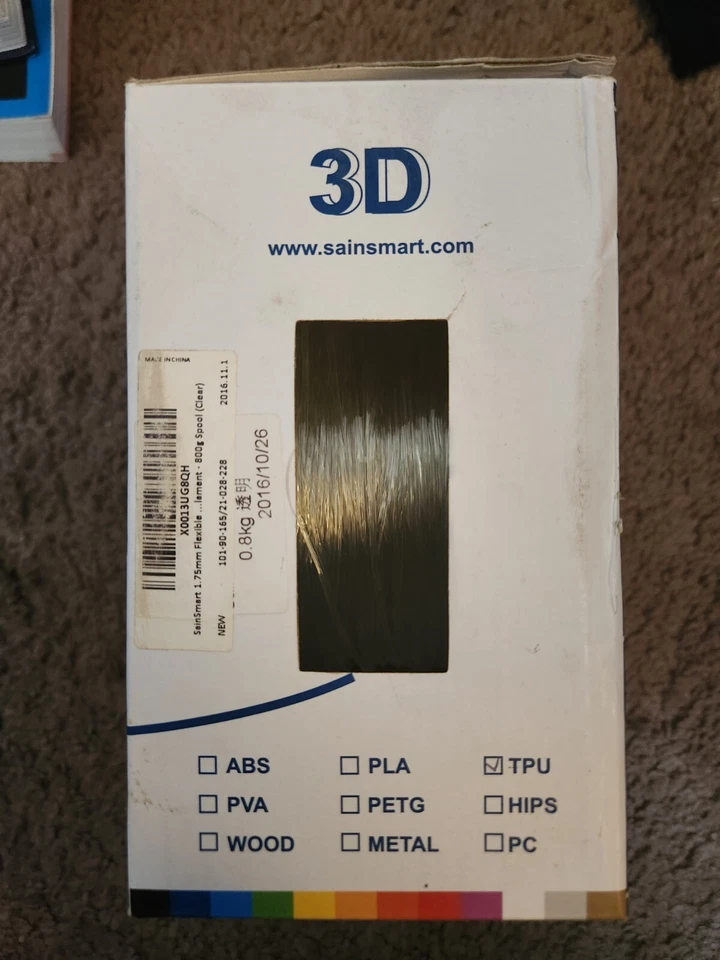 3D
www.sainsmart.com
MADE IN CHINA
X0013UG8QH
SainSmart 1.75mm Flexible ...lament - 800g Spool (Clear)
NEW 101-90-165/21-028-228 2016.11.1
0.8kg 透明
2016/10/26
ABS
PLA
TPU
PVA
PETG
HIPS
WOOD
METAL
PC